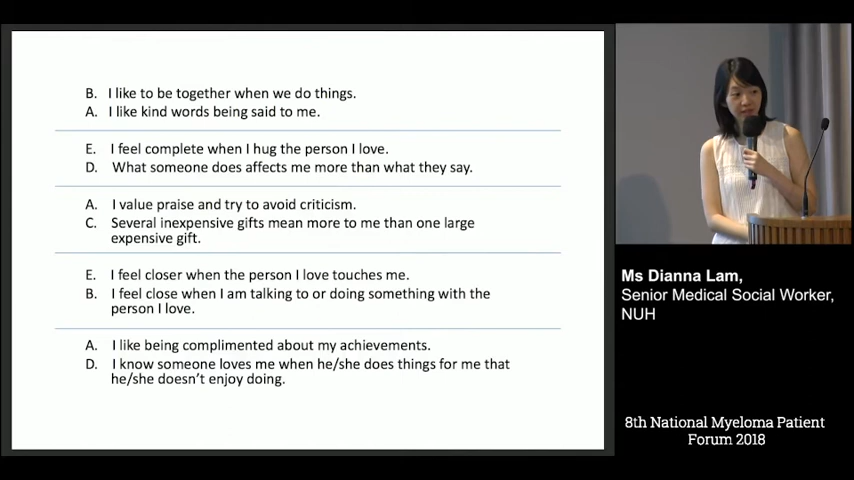 B. I like to be together when we do things.
A. I like kind words being said to me.
E. I feel complete when I hug the person I love.
D. What someone does affects me more than what they say.
A. I value praise and try to avoid criticism.
C. Several inexpensive gifts mean more to me than one large
expensive gift.
E. I feel closer when the person I love touches me.
B. I feel close when I am talking to or doing something with the
person I love.
A. I like being complimented about my achievements.
D. I know someone loves me when he/she does things for me that
he/she doesn't enjoy doing.
Ms Dianna Lam,
Senior Medical Social Worker,
NUH
8th National Myeloma Patient
Forum 2018